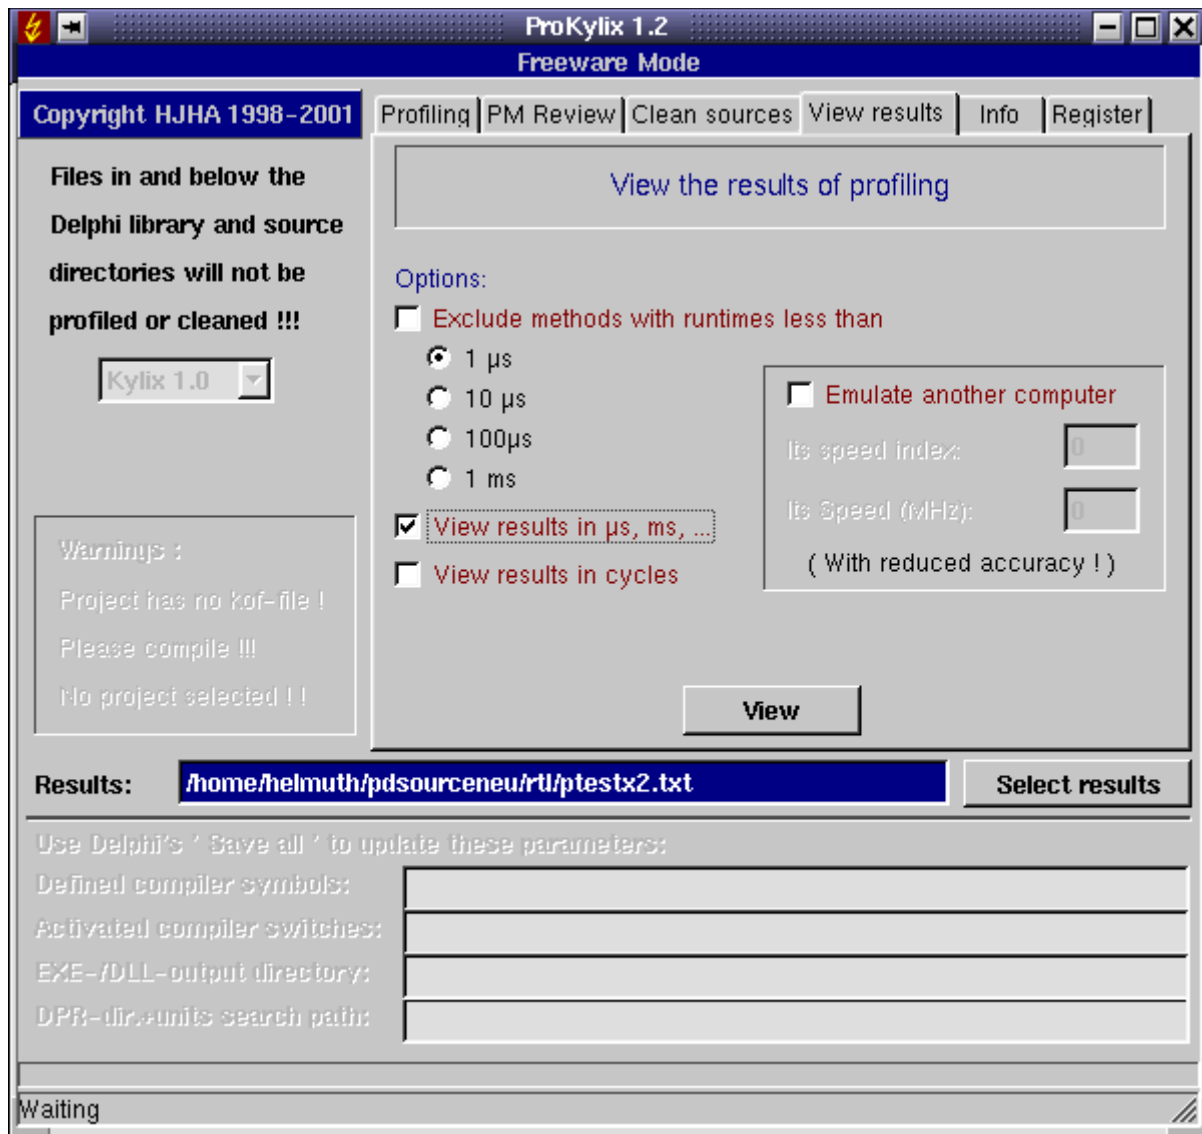 ProKylix 1.2
Freeware Mode
Copyright HJHA 1998-2001
Profiling PM Review Clean sources View results Info Register
Files in and below the
Delphi library and source
directories will not be
profiled or cleaned !!!
Kylix 1.0
Warnings :
Project has no kof-file !
Please compile !!!
No project selected ! !
View the results of profiling
Options:
Exclude methods with runtimes less than
1 µs
10 µs
100µs
1 ms
View results in µs, ms, ...
View results in cycles
Emulate another computer
Its speed index: 0
Its Speed (MHz): 0
( With reduced accuracy ! )
View
Results: /home/helmuth/pdsourceneu/rtl/ptestx2.txt Select results
Use Delphi's ' Save all ' to update these parameters:
Defined compiler symbols:
Activated compiler switches:
EXE-/DLL-output directory:
DPR-dir.+units search path:
Waiting